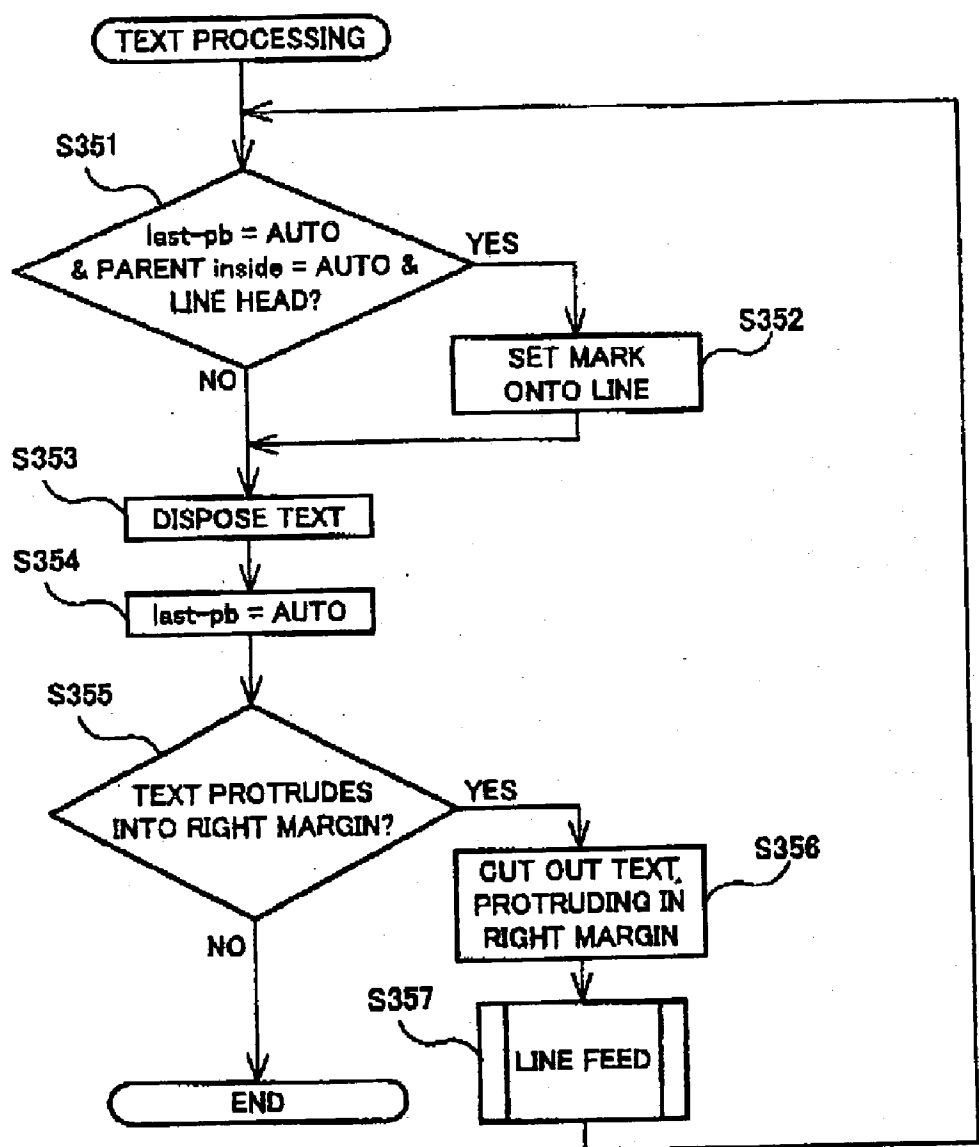 TEXT PROCESSING
S351
last-pb = AUTO
& PARENT inside = AUTO &
LINE HEAD?
YES
NO
S352
SET MARK
ONTO LINE
S353
DISPOSE TEXT
S354
last-pb = AUTO
S355
TEXT PROTRUDES
INTO RIGHT MARGIN?
YES
NO
S356
CUT OUT TEXT
PROTRUDING IN
RIGHT MARGIN
S357
LINE FEED
END